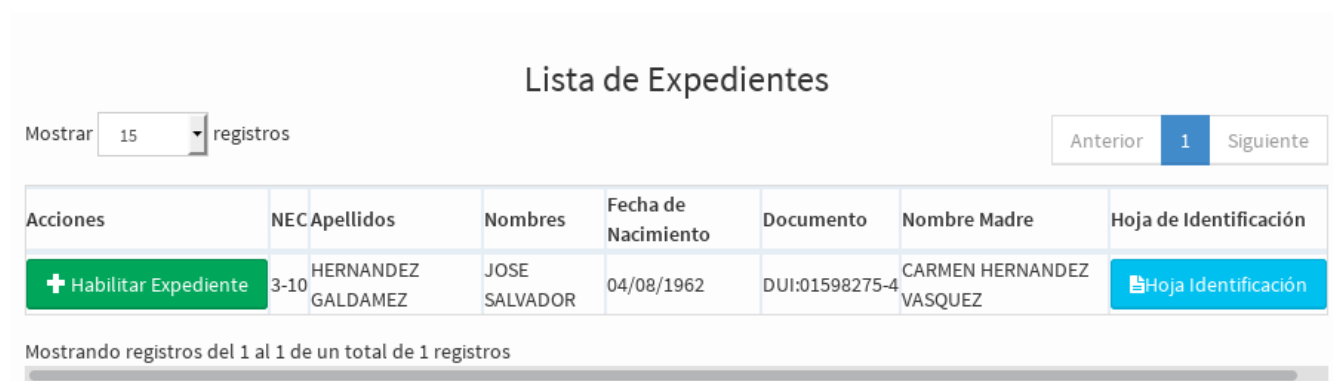 Lista de Expedientes
Mostrar 15 registros
Anterior 1 Siguiente
Acciones NEC Apellidos Nombres Fecha de Nacimiento Documento Nombre Madre Hoja de Identificación
Habilitar Expediente 3-10 HERNANDEZ GALDAMEZ JOSE SALVADOR 04/08/1962 DUI:01598275-4 CARMEN HERNANDEZ VASQUEZ Hoja Identificación
Mostrando registros del 1 al 1 de un total de 1 registros